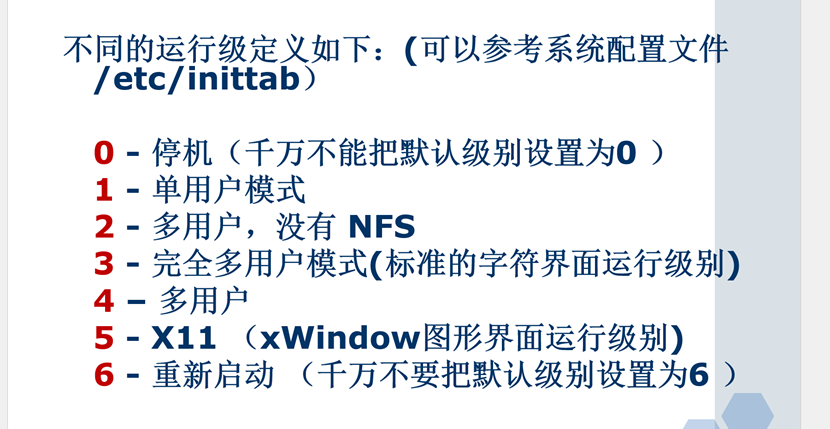 不同的运行级定义如下：(可以参考系统配置文件
/etc/inittab）
0 - 停机（千万不能把默认级别设置为0 ）
1 - 单用户模式
2 - 多用户，没有 NFS
3 - 完全多用户模式(标准的字符界面运行级别)
4 – 多用户
5 - X11 （xWindow图形界面运行级别)
6 - 重新启动 （千万不要把默认级别设置为6 ）